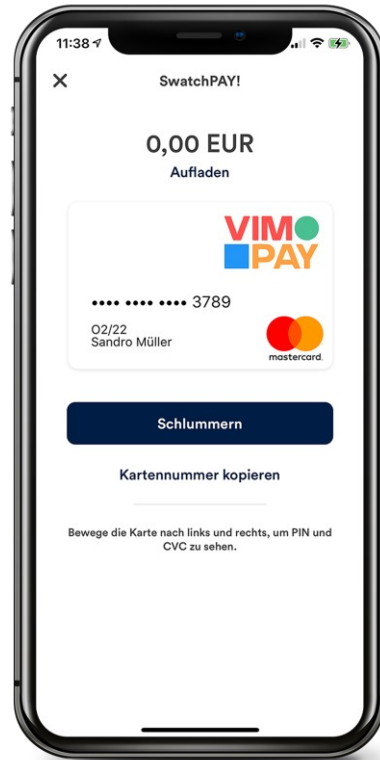 11:38
SwatchPAY!
0,00 EUR
Aufladen
VIM
PAY
•••• •••• •••• 3789
02/22
Sandro Müller
mastercard.
Schlummern
Kartennummer kopieren
Bewege die Karte nach links und rechts, um PIN und
CVC zu sehen.